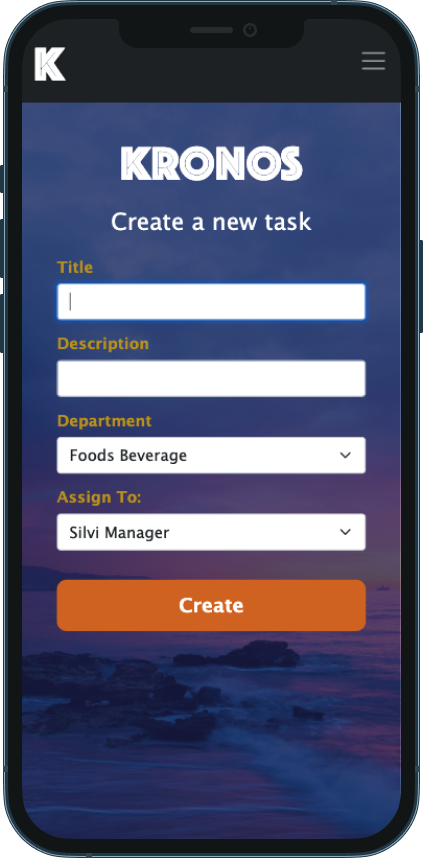 K
KRONOS
Create a new task
Title
Description
Department
Foods Beverage
Assign To:
Silvi Manager
Create